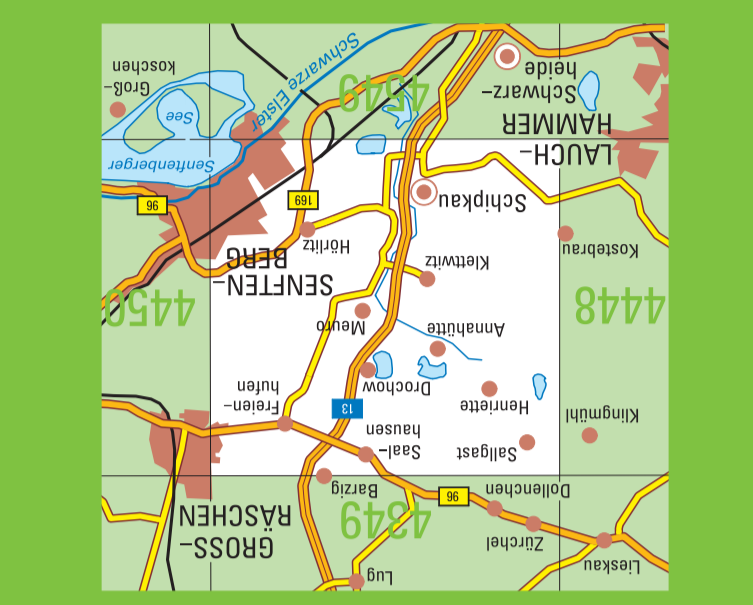 Lug
Lieskau
Zürchel
GROSS-
RÄSCHEN
4349
Dollenchen
96
Barzig
Sallgast
Saal-
hausen
Klingmühl
Henriette
13
Freien-
hufen
Drochow
Annahütte
Meuro
4448
4450
SENFTEN-
BERG
Klettwitz
Kostebrau
Hörlitz
Schipkau
169
96
Senftenberger
See
LAUCH-
HAMMER
Schwarz-
heide
4549
Schwarze Elster
Groß-
koschen